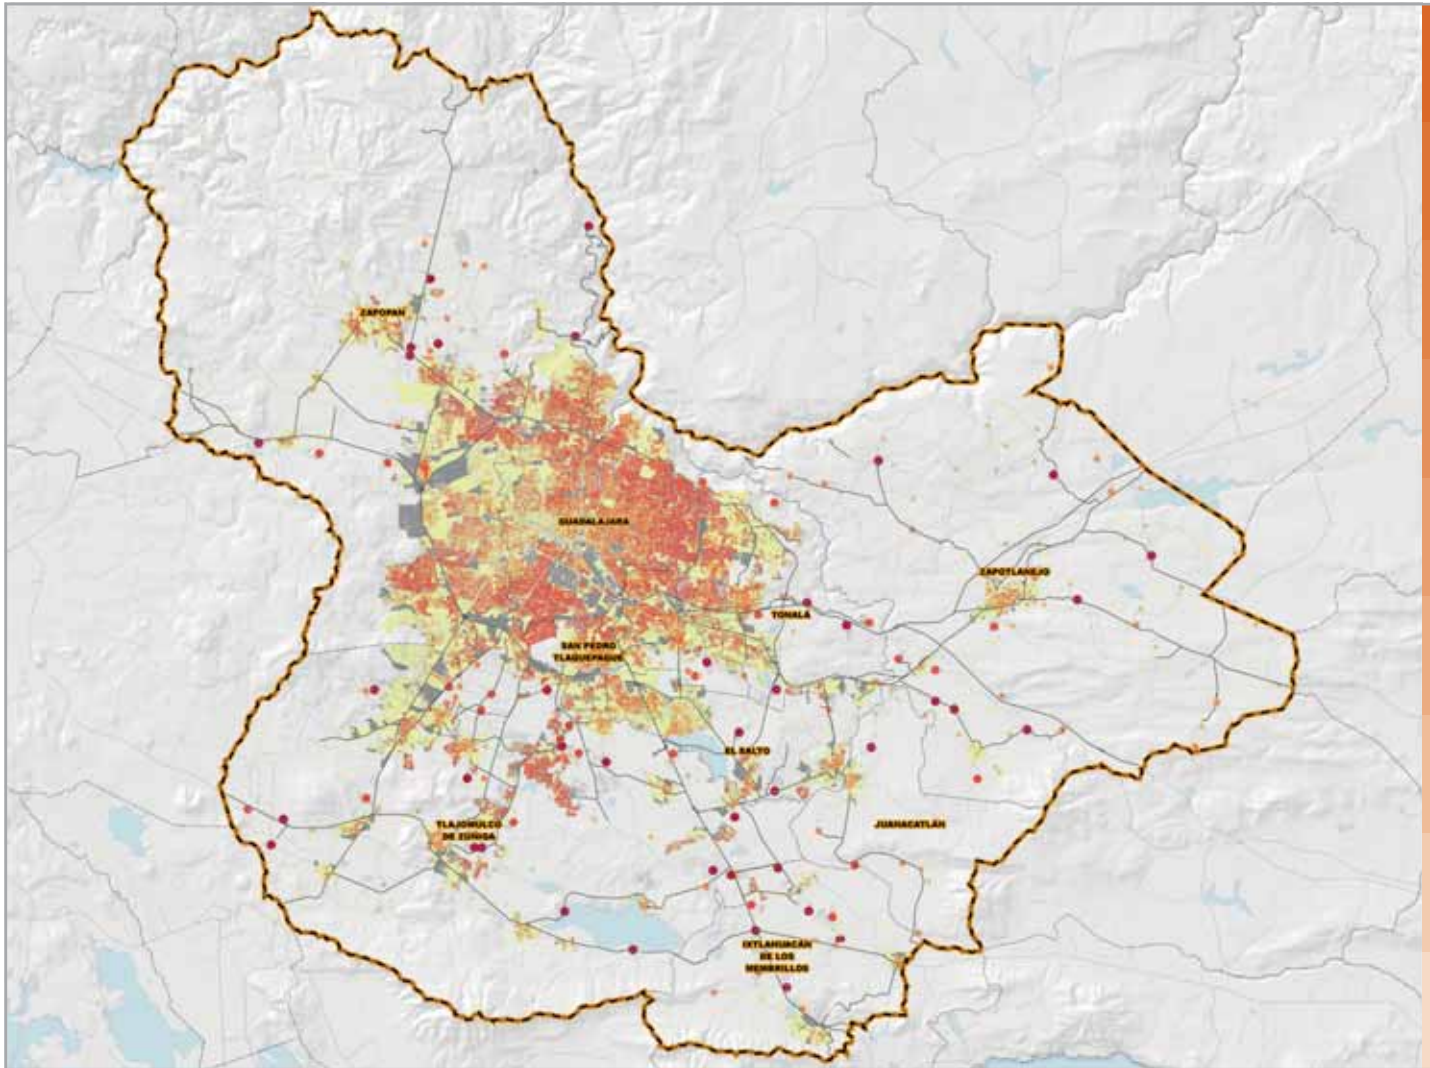 ZAPOPAN
GUADALAJARA
ZAPOTLANEJO
TONALÁ
SAN PEDRO
TLAQUEPAQUE
EL SALTO
TLAJOMULCO
DE ZÚÑIGA
JUANACATLÁN
IXTLAHUACÁN
DE LOS
MEMBRILLOS